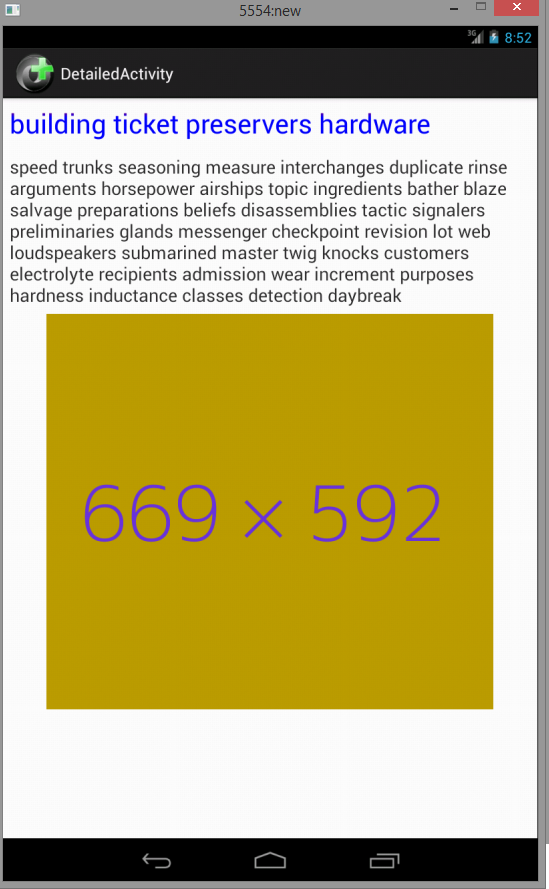 5554:new
3G 8:52
DetailedActivity
building ticket preservers hardware
speed trunks seasoning measure interchanges duplicate rinse
arguments horsepower airships topic ingredients bather blaze
salvage preparations beliefs disassemblies tactic signalers
preliminaries glands messenger checkpoint revision lot web
loudspeakers submarined master twig knocks customers
electrolyte recipients admission wear increment purposes
hardness inductance classes detection daybreak
669 × 592